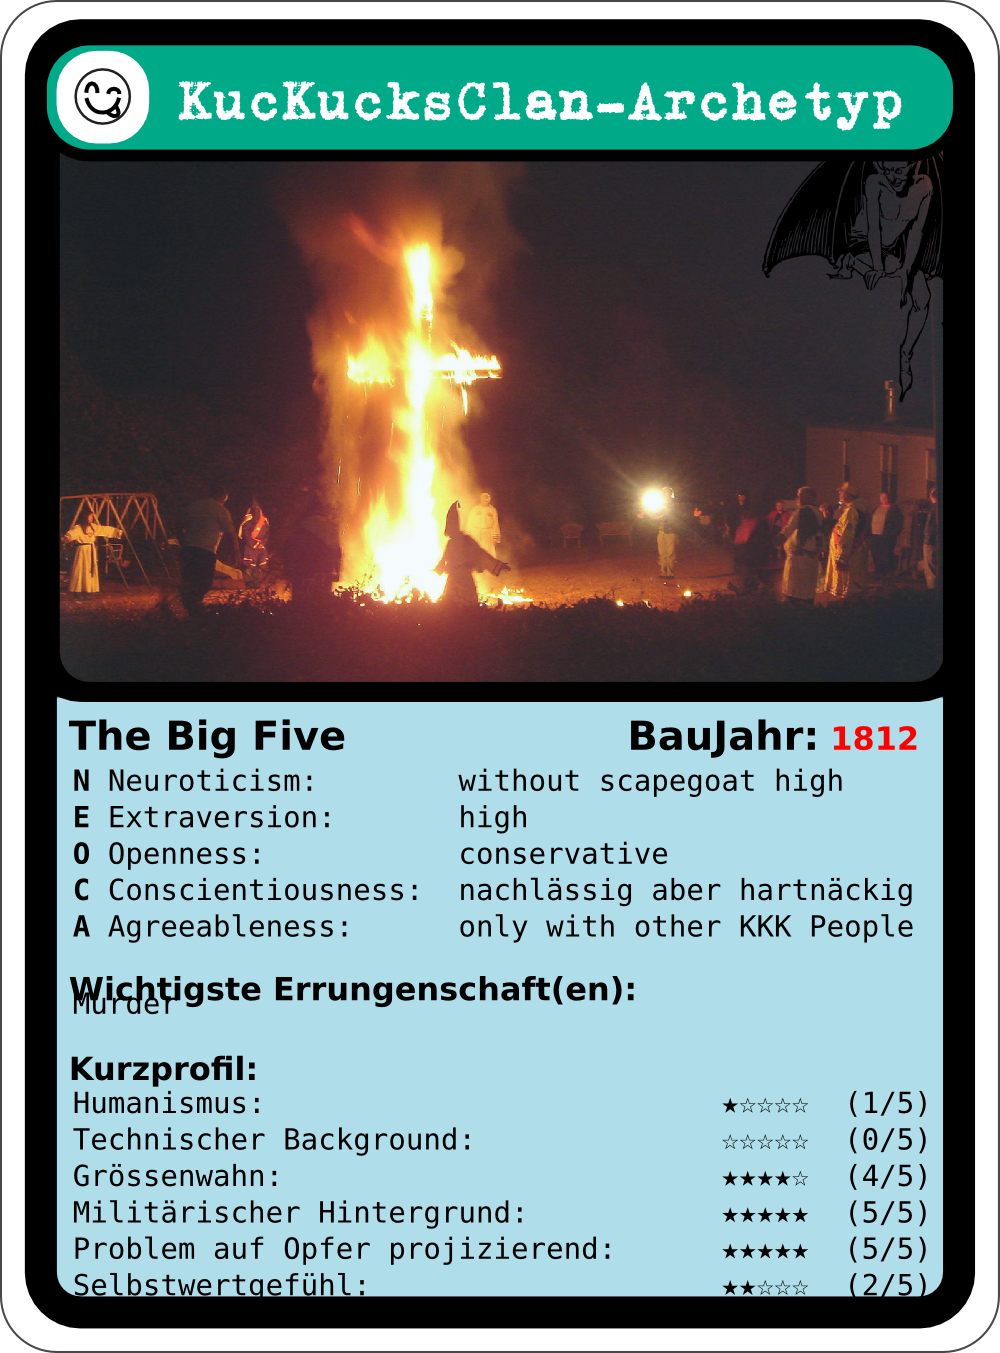 KucKucksClan-Archetyp
The Big Five BauJahr: 1812
N Neuroticism: without scapegoat high
E Extraversion: high
O Openness: conservative
C Conscientiousness: nachlässig aber hartnäckig
A Agreeableness: only with other KKK People
Wichtigste Errungenschaft(en):
Murder
Kurzprofil:
Humanismus: ★☆☆☆☆ (1/5)
Technischer Background: ☆☆☆☆☆ (0/5)
Grössenwahn: ★★★★☆ (4/5)
Militärischer Hintergrund: ★★★★★ (5/5)
Problem auf Opfer projizierend: ★★★★★ (5/5)
Selbstwertgefühl: ★★☆☆☆ (2/5)